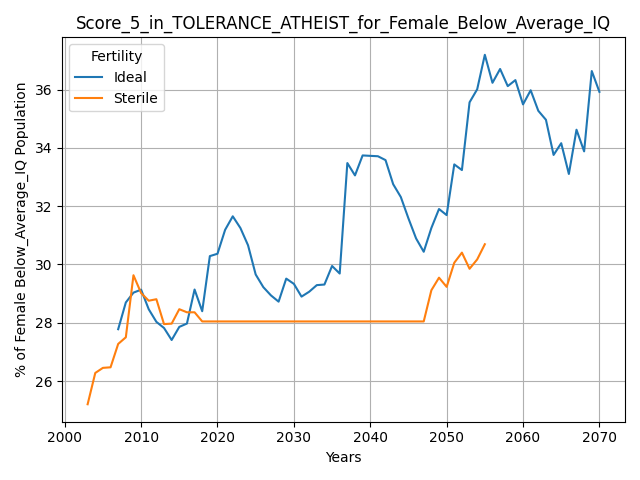 Score_5_in_TOLERANCE_ATHEIST_for_Female_Below_Average_IQ
% of Female Below_Average_IQ Population
36
34
32
30
28
26
Fertility
Ideal
Sterile
2000 2010 2020 2030 2040 2050 2060 2070
Years